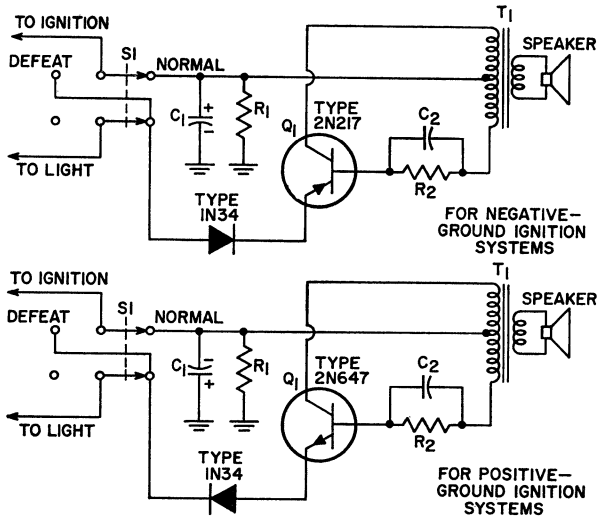 TO IGNITION
T1
S1
SPEAKER
DEFEAT
NORMAL
TYPE
2N217
C1
+
−
R1
Q1
C2
R2
TO LIGHT
TYPE
1N34
FOR NEGATIVE–
GROUND IGNITION
SYSTEMS
TO IGNITION
T1
S1
SPEAKER
DEFEAT
NORMAL
TYPE
2N647
C1
−
+
R1
Q1
C2
R2
TO LIGHT
TYPE
1N34
FOR POSITIVE–
GROUND IGNITION
SYSTEMS